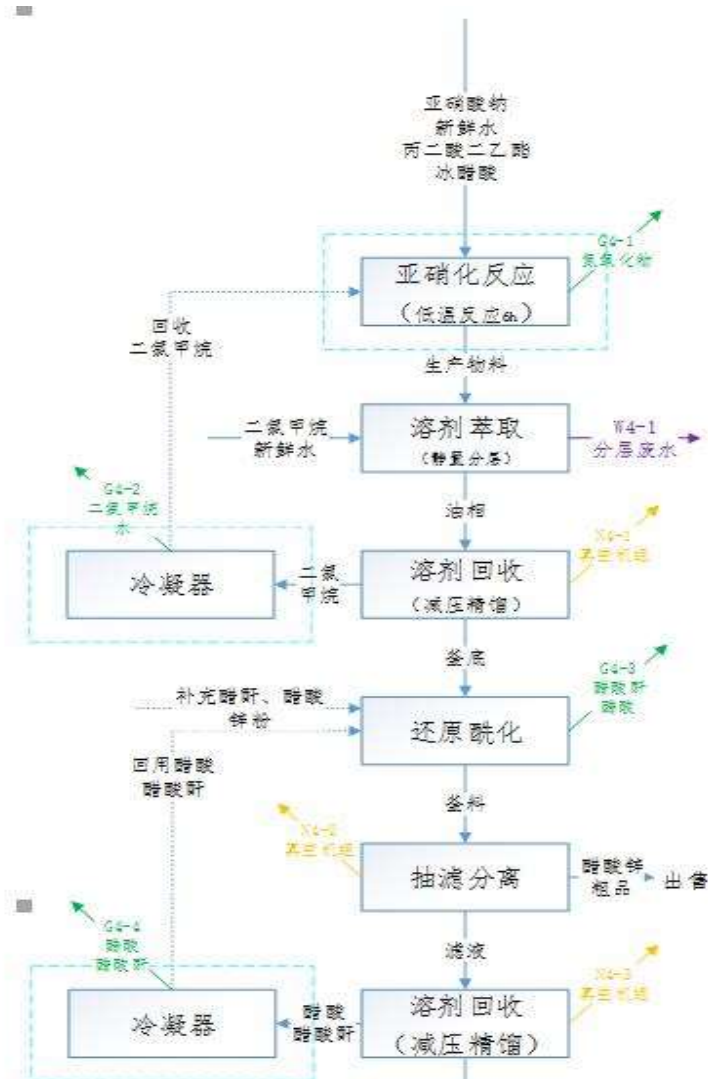 亚硝酸钠
新鲜水
丙二酸二乙酯
冰醋酸
G4-1
氮氧化物
亚硝化反应
（低温反应6h）
回收
二氯甲烷
生产物料
二氯甲烷
新鲜水
溶剂萃取
（静置分层）
W4-1
分层废水
G4-2
二氯甲烷
水
油相
N4-1
真空机组
冷凝器
二氯
甲烷
溶剂回收
（减压精馏）
釜底
G4-3
醋酸酐
醋酸
补充醋酐、醋酸
锌粉
还原酰化
回用醋酸
醋酸酐
釜料
N4-2
真空机组
抽滤分离
醋酸锌
粗品
出售
G4-4
醋酸
醋酸酐
滤液
N4-3
真空机组
冷凝器
醋酸
醋酸酐
溶剂回收
（减压精馏）